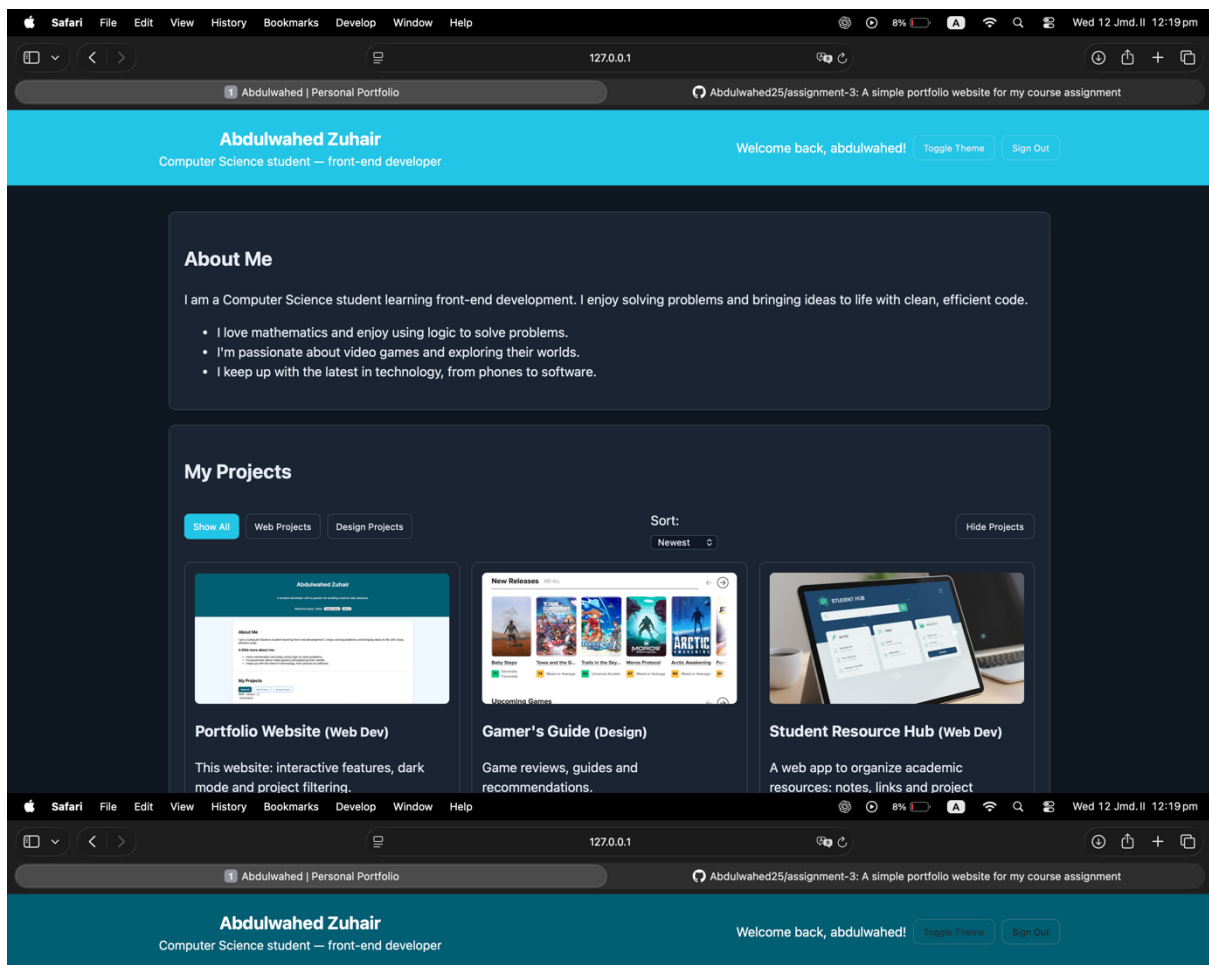 Safari File Edit View History Bookmarks Develop Window Help 8% A Wed 12 Jmd.II 12:19 pm
127.0.0.1
1 Abdulwahed | Personal Portfolio
Abdulwahed25/assignment-3: A simple portfolio website for my course assignment
Abdulwahed Zuhair
Computer Science student — front-end developer
Welcome back, abdulwahed! Toggle Theme Sign Out
About Me
I am a Computer Science student learning front-end development. I enjoy solving problems and bringing ideas to life with clean, efficient code.
• I love mathematics and enjoy using logic to solve problems.
• I'm passionate about video games and exploring their worlds.
• I keep up with the latest in technology, from phones to software.
My Projects
Show All Web Projects Design Projects
Sort:
Newest
Hide Projects
Abdulwahed Zuhair
About Me
My Projects
New Releases
Baby Steps Towa and the G... Trails in the Sky... Moros Protocol Arctic Awakening
Upcoming Games
STUDENT HUB
Portfolio Website (Web Dev)
This website: interactive features, dark
mode and project filtering.
Gamer's Guide (Design)
Game reviews, guides and
recommendations.
Student Resource Hub (Web Dev)
A web app to organize academic
resources: notes, links and project
Safari File Edit View History Bookmarks Develop Window Help 8% A Wed 12 Jmd.II 12:19 pm
127.0.0.1
1 Abdulwahed | Personal Portfolio
Abdulwahed25/assignment-3: A simple portfolio website for my course assignment
Abdulwahed Zuhair
Computer Science student — front-end developer
Welcome back, abdulwahed! Toggle Theme Sign Out